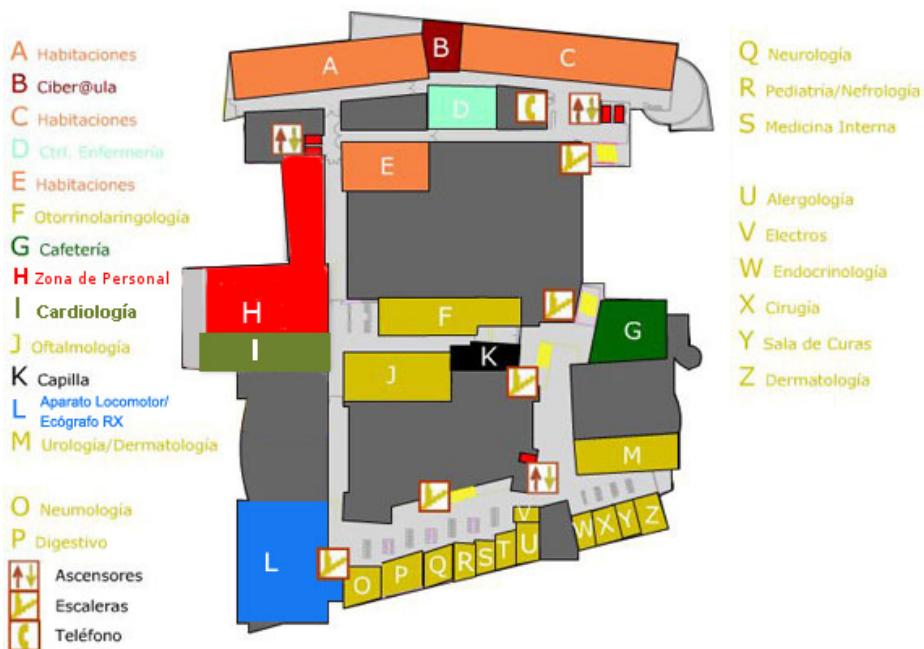 A Habitaciones
B Ciber@ula
C Habitaciones
D Ctrl. Enfermería
E Habitaciones
F Otorrinolaringología
G Cafetería
H Zona de Personal
I Cardiología
J Oftalmología
K Capilla
L Aparato Locomotor/
Ecógrafo RX
M Urología/Dermatología
O Neumología
P Digestivo
Ascensores
Escaleras
Teléfono
A
B
C
D
E
H
F
I
J
K
G
M
L
O
P
Q
R
S
T
U
V
W
X
Y
Z
Q Neurología
R Pediatría/Nefrología
S Medicina Interna
U Alergología
V Electros
W Endocrinología
X Cirugía
Y Sala de Curas
Z Dermatología